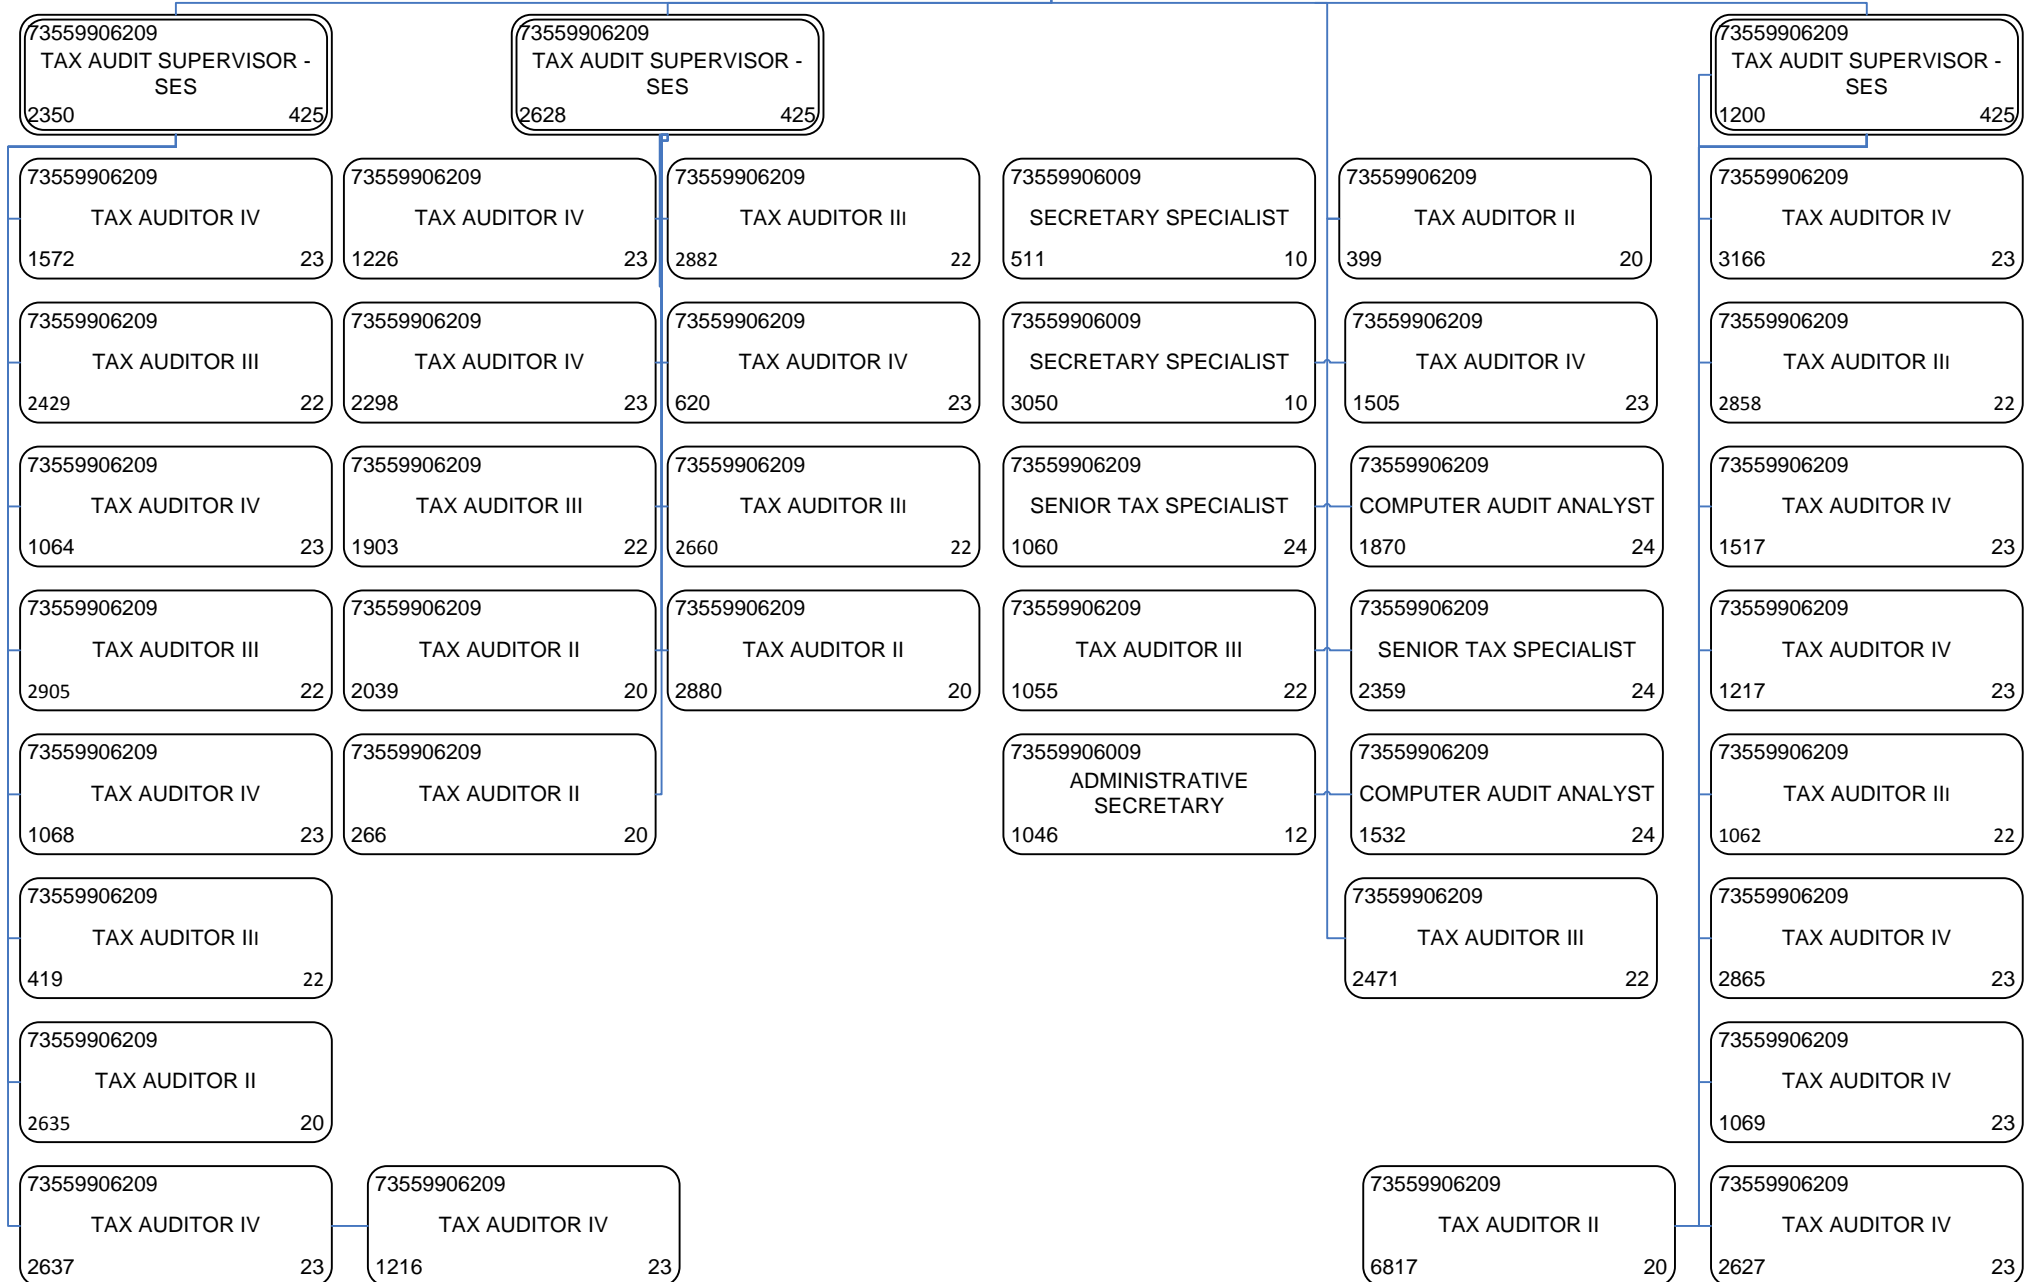 73559906209
TAX AUDIT SUPERVISOR -
SES
2350 425
73559906209
TAX AUDIT SUPERVISOR -
SES
2628 425
73559906209
TAX AUDIT SUPERVISOR -
SES
1200 425
73559906209
TAX AUDITOR IV
1572 23
73559906209
TAX AUDITOR IV
1226 23
73559906209
TAX AUDITOR III
2882 22
73559906009
SECRETARY SPECIALIST
511 10
73559906209
TAX AUDITOR II
399 20
73559906209
TAX AUDITOR IV
3166 23
73559906209
TAX AUDITOR III
2429 22
73559906209
TAX AUDITOR IV
2298 23
73559906209
TAX AUDITOR IV
620 23
73559906009
SECRETARY SPECIALIST
3050 10
73559906209
TAX AUDITOR IV
1505 23
73559906209
TAX AUDITOR III
2858 22
73559906209
TAX AUDITOR IV
1064 23
73559906209
TAX AUDITOR III
1903 22
73559906209
TAX AUDITOR III
2660 22
73559906209
SENIOR TAX SPECIALIST
1060 24
73559906209
COMPUTER AUDIT ANALYST
1870 24
73559906209
TAX AUDITOR IV
1517 23
73559906209
TAX AUDITOR III
2905 22
73559906209
TAX AUDITOR II
2039 20
73559906209
TAX AUDITOR II
2880 20
73559906209
TAX AUDITOR III
1055 22
73559906209
SENIOR TAX SPECIALIST
2359 24
73559906209
TAX AUDITOR IV
1217 23
73559906209
TAX AUDITOR IV
1068 23
73559906209
TAX AUDITOR II
266 20
73559906009
ADMINISTRATIVE
SECRETARY
1046 12
73559906209
COMPUTER AUDIT ANALYST
1532 24
73559906209
TAX AUDITOR III
1062 22
73559906209
TAX AUDITOR III
419 22
73559906209
TAX AUDITOR III
2471 22
73559906209
TAX AUDITOR IV
2865 23
73559906209
TAX AUDITOR II
2635 20
73559906209
TAX AUDITOR IV
1069 23
73559906209
TAX AUDITOR IV
2637 23
73559906209
TAX AUDITOR IV
1216 23
73559906209
TAX AUDITOR II
6817 20
73559906209
TAX AUDITOR IV
2627 23